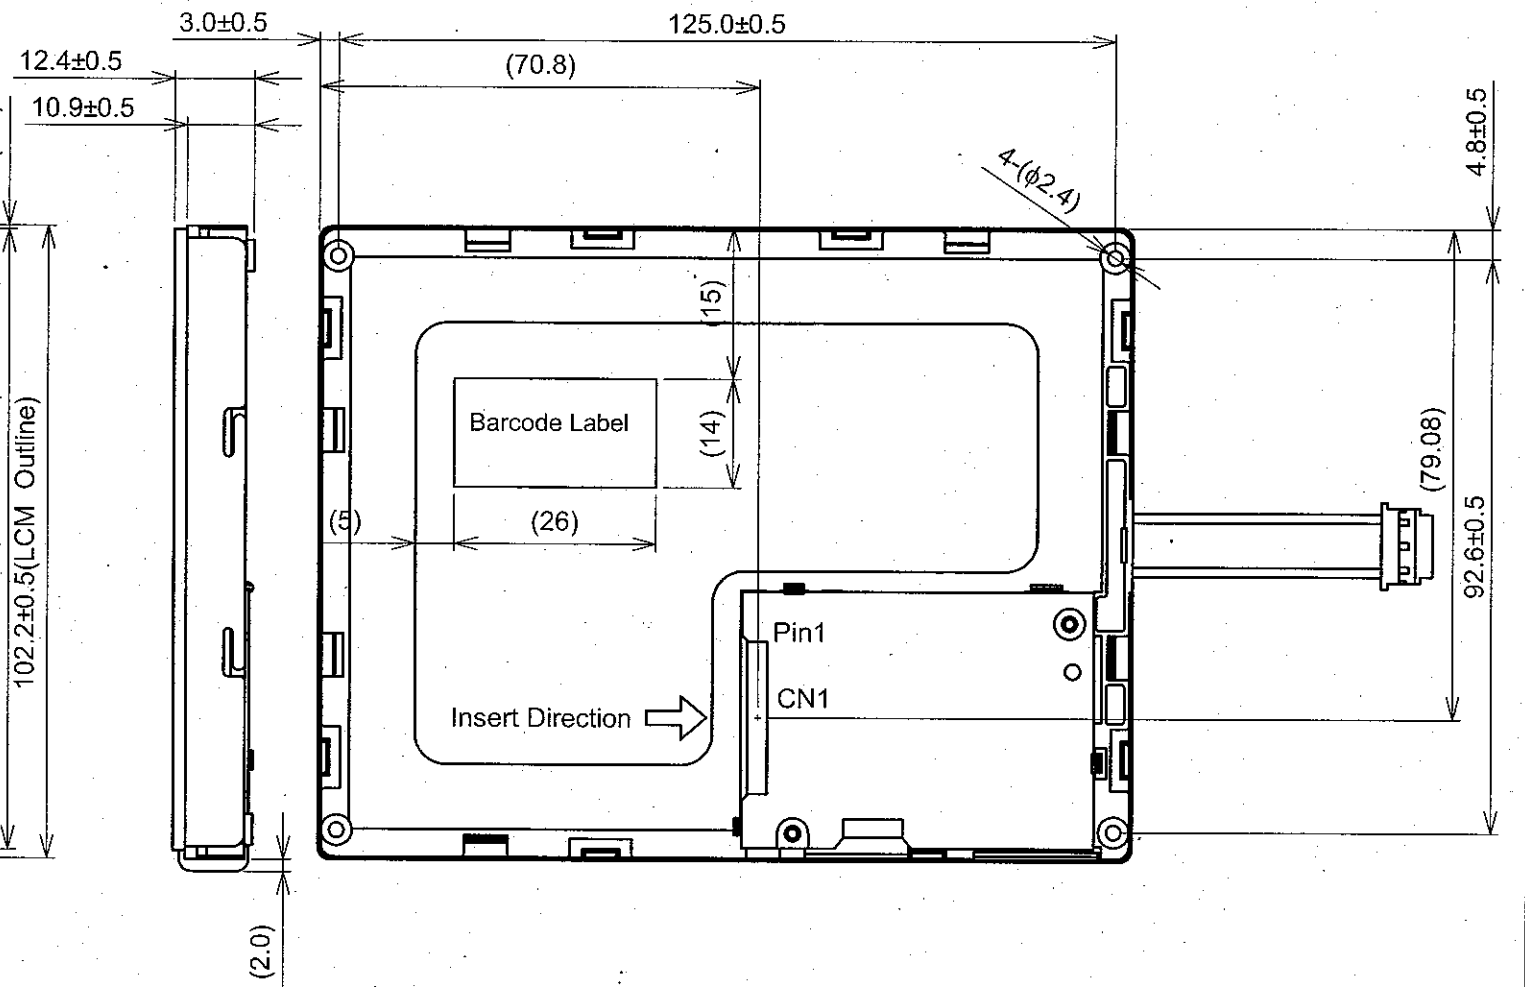 3.0±0.5
125.0±0.5
12.4±0.5
(70.8)
10.9±0.5
4.8±0.5
4-(ϕ2.4)
(15)
102.2±0.5(LCM Outline)
Barcode Label
(14)
(79.08)
(5)
(26)
92.6±0.5
Pin1
CN1
Insert Direction
(2.0)